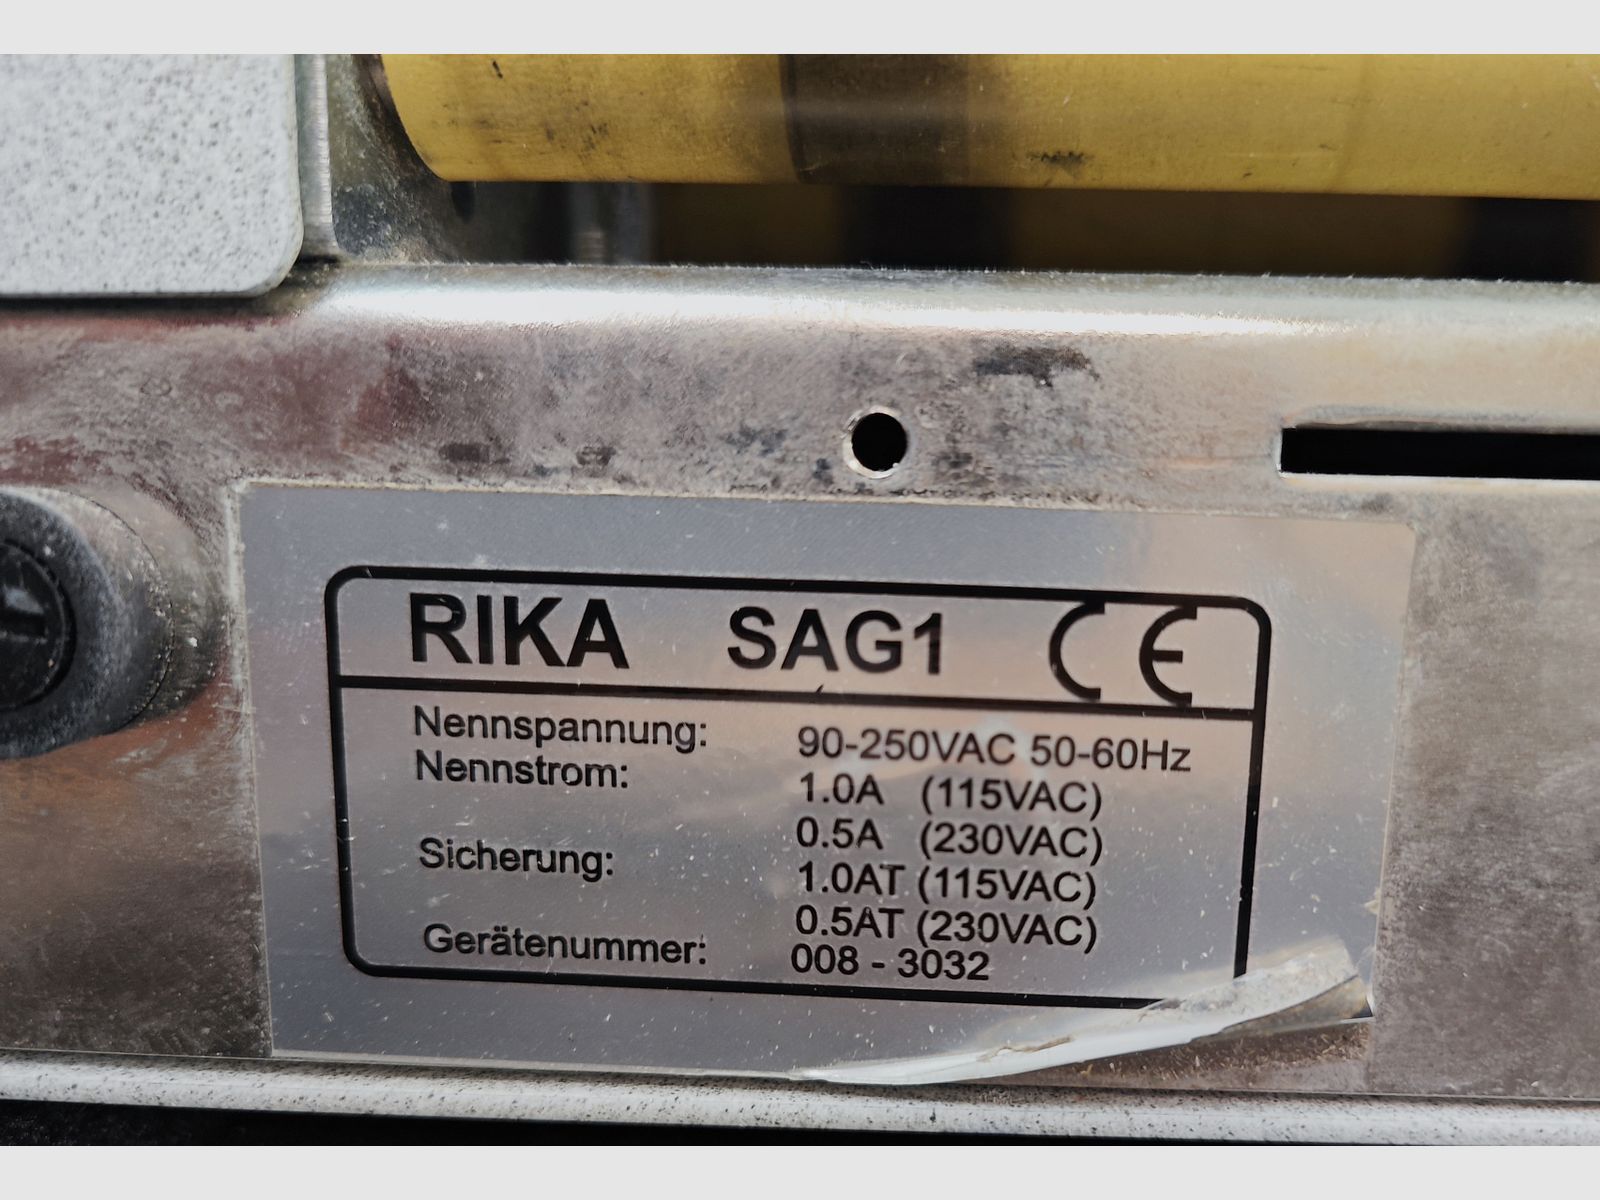 RIKA SAG1 CE
Nennspannung: 90-250VAC 50-60Hz
Nennstrom: 1.0A (115VAC)
0.5A (230VAC)
Sicherung: 1.0AT (115VAC)
0.5AT (230VAC)
Gerätenummer: 008 - 3032